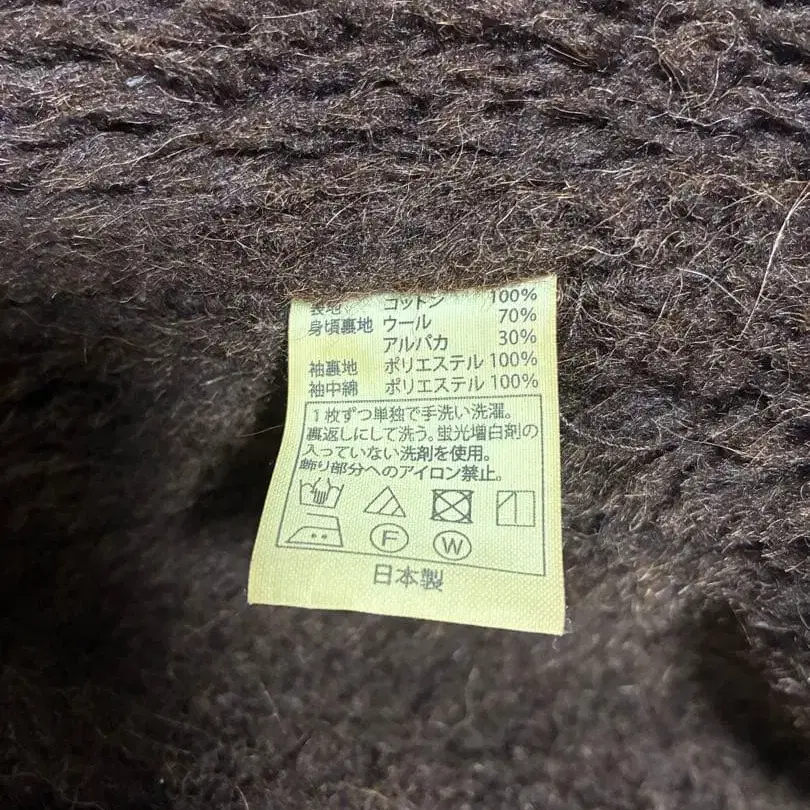 表地 コットン 100%
身頃裏地 ウール 70%
アルパカ 30%
袖裏地 ポリエステル 100%
袖中綿 ポリエステル 100%
1枚ずつ単独で手洗い洗濯。
裏返しにして洗う。蛍光増白剤の
入っていない洗剤を使用。
飾り部分へのアイロン禁止。
F W
日本製